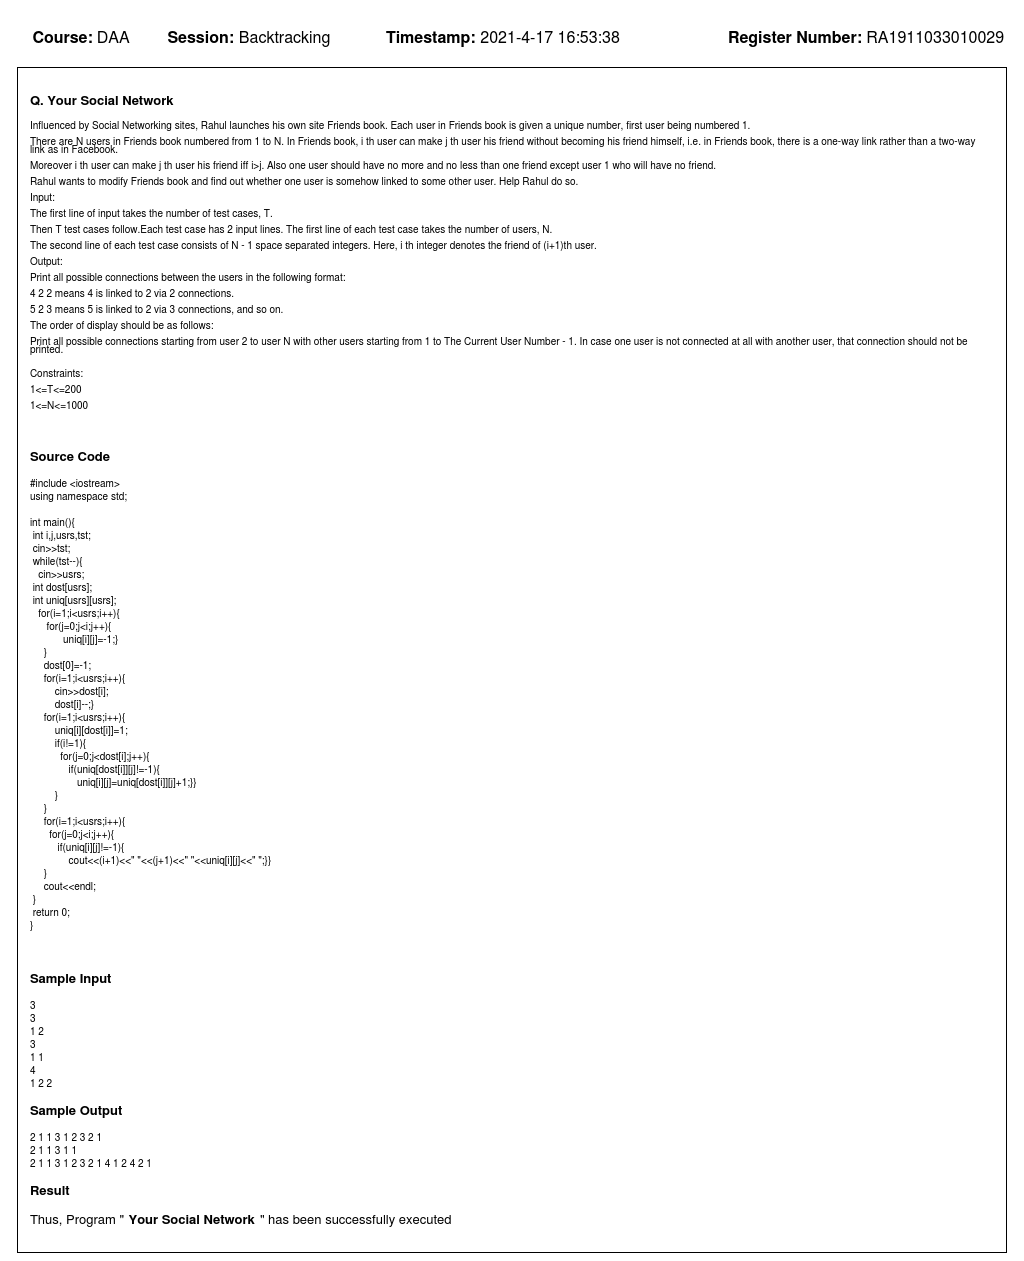 Course: DAA Session: Backtracking Timestamp: 2021-4-17 16:53:38 Register Number: RA1911033010029
Q. Your Social Network
Influenced by Social Networking sites, Rahul launches his own site Friends book. Each user in Friends book is given a unique number, first user being numbered 1.
There are N users in Friends book numbered from 1 to N. In Friends book, i th user can make j th user his friend without becoming his friend himself, i.e. in Friends book, there is a one-way link rather than a two-way
link as in Facebook.
Moreover i th user can make j th user his friend iff i>j. Also one user should have no more and no less than one friend except user 1 who will have no friend.
Rahul wants to modify Friends book and find out whether one user is somehow linked to some other user. Help Rahul do so.
Input:
The first line of input takes the number of test cases, T.
Then T test cases follow.Each test case has 2 input lines. The first line of each test case takes the number of users, N.
The second line of each test case consists of N - 1 space separated integers. Here, i th integer denotes the friend of (i+1)th user.
Output:
Print all possible connections between the users in the following format:
4 2 2 means 4 is linked to 2 via 2 connections.
5 2 3 means 5 is linked to 2 via 3 connections, and so on.
The order of display should be as follows:
Print all possible connections starting from user 2 to user N with other users starting from 1 to The Current User Number - 1. In case one user is not connected at all with another user, that connection should not be
printed.
Constraints:
1<=T<=200
1<=N<=1000
Source Code
#include <iostream>
using namespace std;
int main(){
int i,j,usrs,tst;
cin>>tst;
while(tst--){
cin>>usrs;
int dost[usrs];
int uniq[usrs][usrs];
for(i=1;i<usrs;i++){
for(j=0;j<i;j++){
uniq[i][j]=-1;}
}
dost[0]=-1;
for(i=1;i<usrs;i++){
cin>>dost[i];
dost[i]--;}
for(i=1;i<usrs;i++){
uniq[i][dost[i]]=1;
if(i!=1){
for(j=0;j<dost[i];j++){
if(uniq[dost[i]][j]!=-1){
uniq[i][j]=uniq[dost[i]][j]+1;}}
}
}
for(i=1;i<usrs;i++){
for(j=0;j<i;j++){
if(uniq[i][j]!=-1){
cout<<(i+1)<<" "<<(j+1)<<" "<<uniq[i][j]<<" ";}}
}
cout<<endl;
}
return 0;
}
Sample Input
3
3
1 2
3
1 1
4
1 2 2
Sample Output
2 1 1 3 1 2 3 2 1
2 1 1 3 1 1
2 1 1 3 1 2 3 2 1 4 1 2 4 2 1
Result
Thus, Program " Your Social Network " has been successfully executed